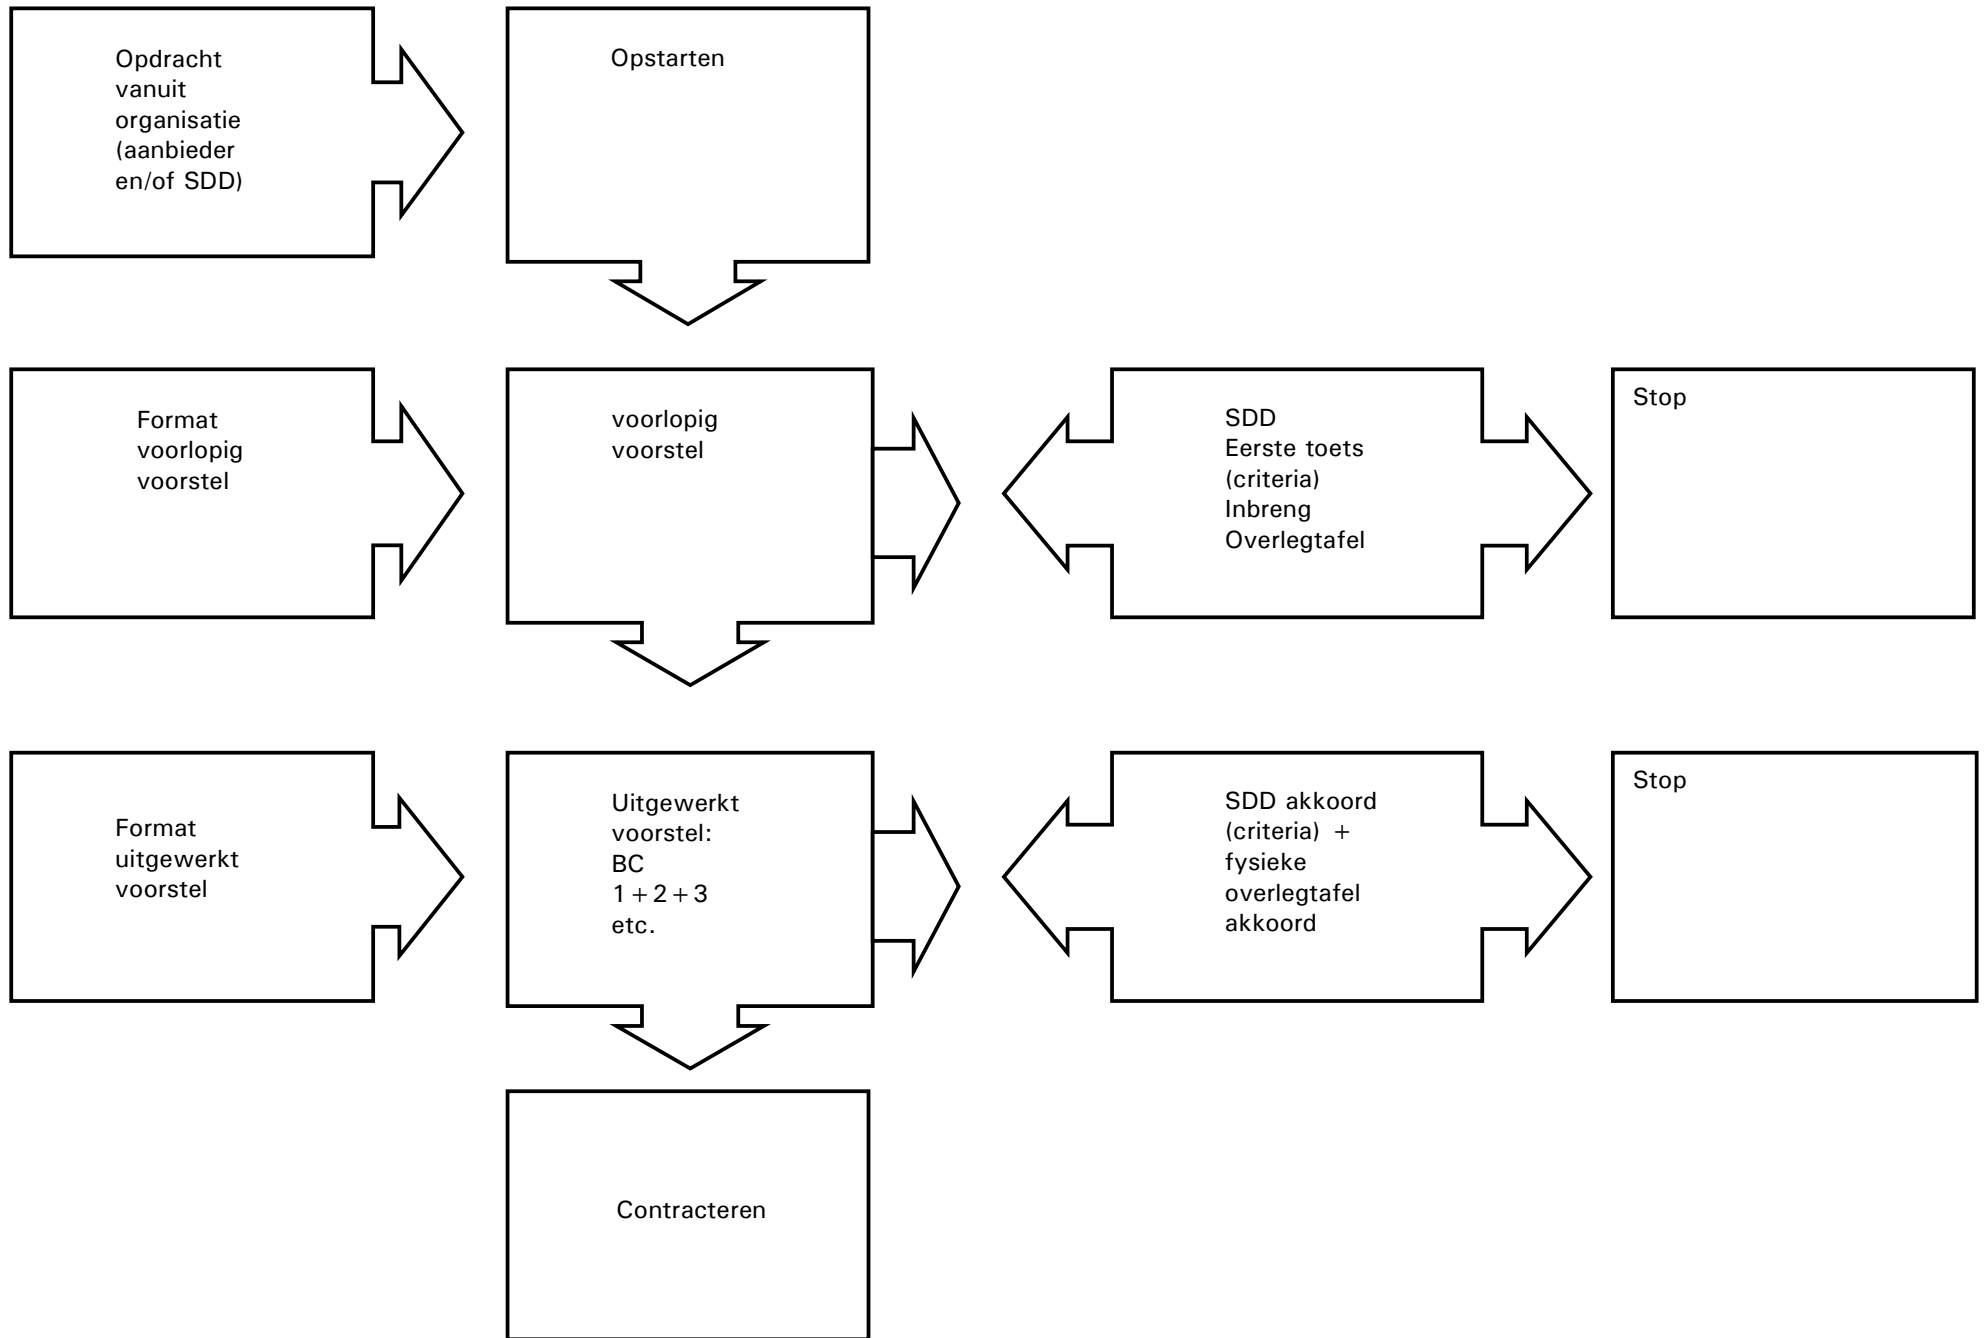 Opdracht
vanuit
organisatie
(aanbieder
en/of SDD)
Opstarten
Format
voorlopig
voorstel
voorlopig
voorstel
SDD
Eerste toets
(criteria)
Inbreng
Overlegtafel
Stop
Format
uitgewerkt
voorstel
Uitgewerkt
voorstel:
BC
1+2+3
etc.
SDD akkoord
(criteria) +
fysieke
overlegtafel
akkoord
Stop
Contracteren